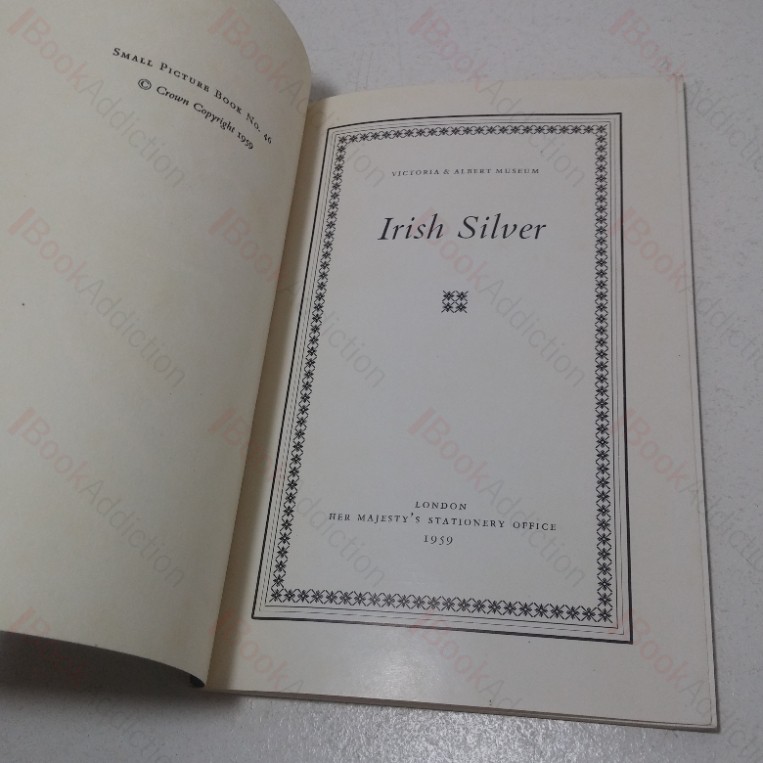 Small Picture Book No. 46
© Crown Copyright 1959
VICTORIA & ALBERT MUSEUM
Irish Silver
LONDON
HER MAJESTY'S STATIONERY OFFICE
1959
BookAddiction